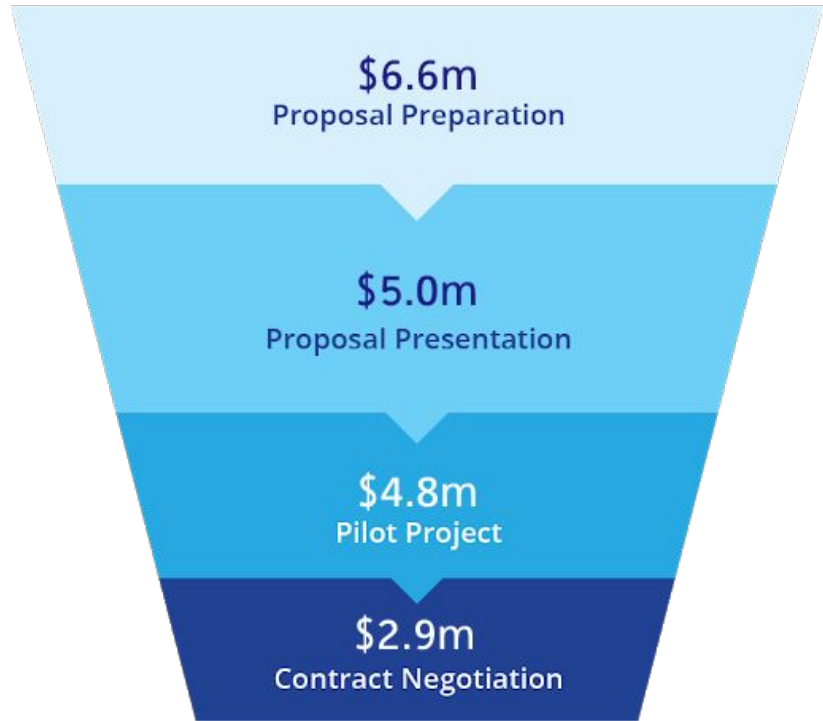 $6.6m
Proposal Preparation
$5.0m
Proposal Presentation
$4.8m
Pilot Project
$2.9m
Contract Negotiation